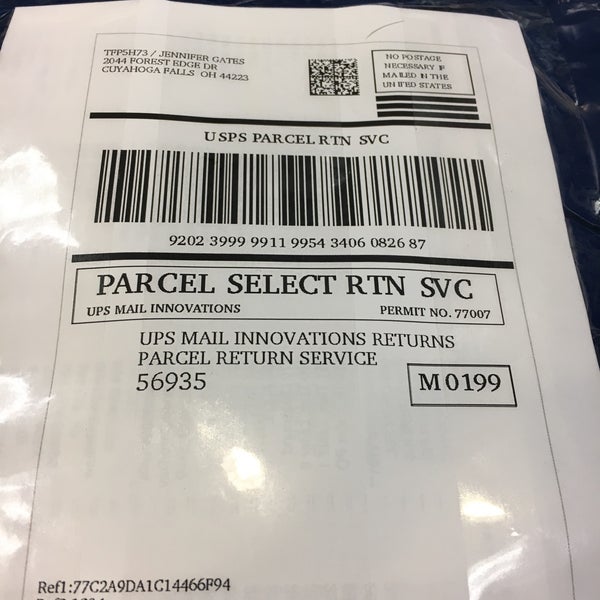 TFP5H73 / JENNIFER GATES
2044 FOREST EDGE DR
CUYAHOGA FALLS OH 44223
NO POSTAGE
NECESSARY IF
MAILED IN THE
UNITED STATES
USPS PARCEL RTN SVC
9202 3999 9911 9954 3406 0826 87
PARCEL SELECT RTN SVC
UPS MAIL INNOVATIONS PERMIT NO. 77007
UPS MAIL INNOVATIONS RETURNS
PARCEL RETURN SERVICE
56935
M0199
Ref1:77C2A9DA1C14466F94